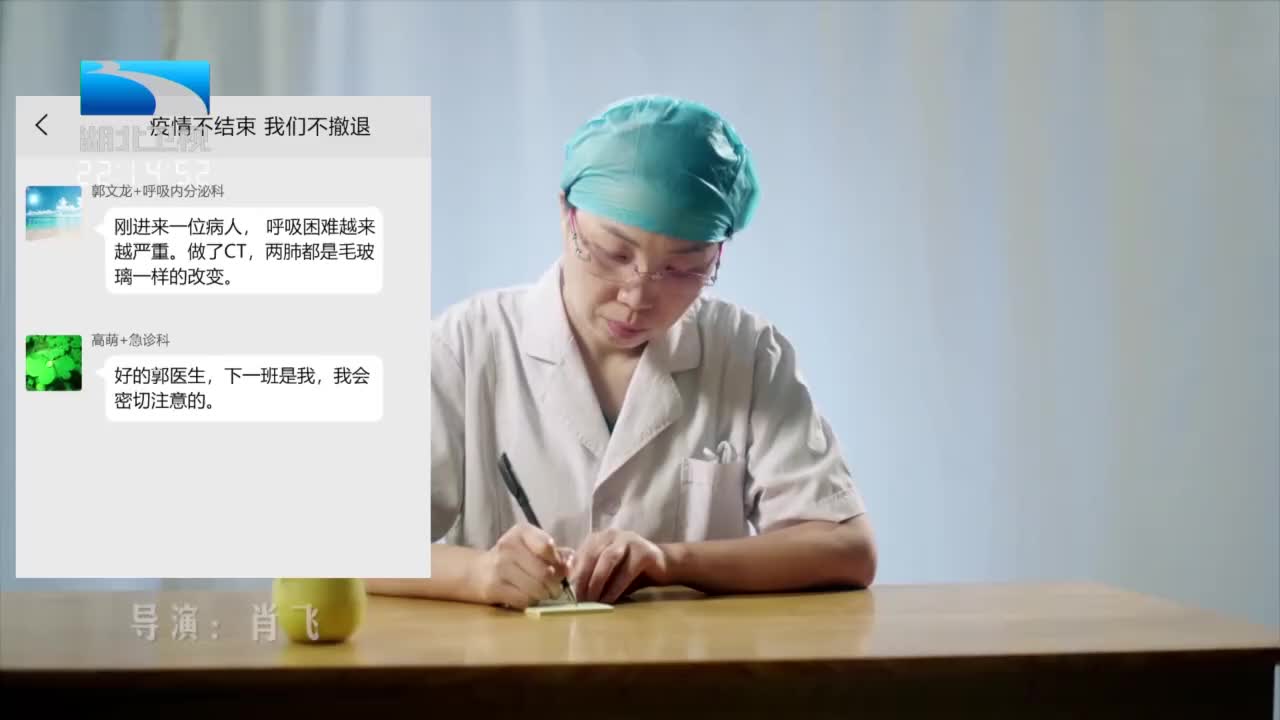 疫情不结束 我们不撤退
湖北卫视
22:14:52
郭文龙+呼吸内分泌科
刚进来一位病人， 呼吸困难越来
越严重。做了CT，两肺都是毛玻
璃一样的改变。
高萌+急诊科
好的郭医生，下一班是我，我会
密切注意的。
导演：肖飞